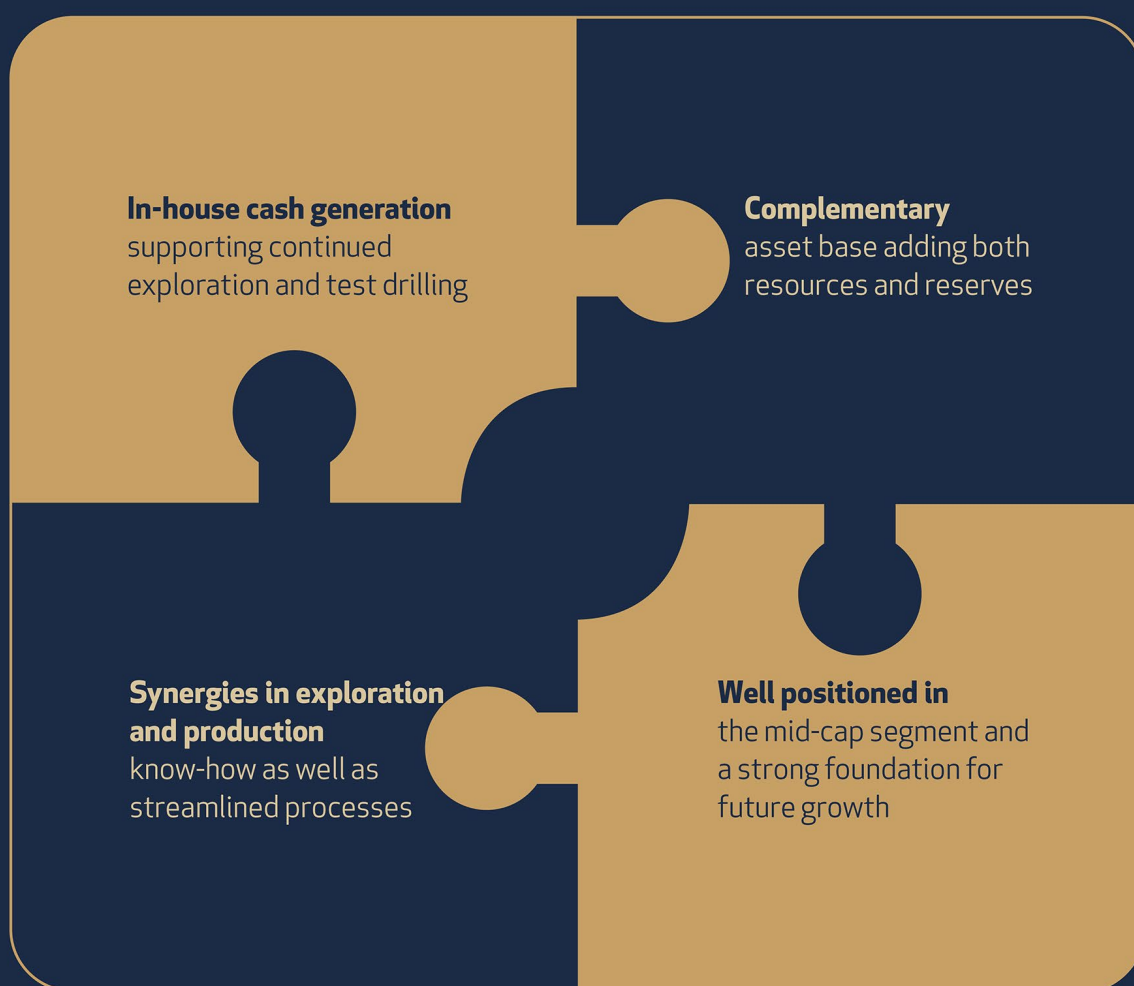 In-house cash generation
supporting continued
exploration and test drilling
Complementary
asset base adding both
resources and reserves
Synergies in exploration
and production
know-how as well as
streamlined processes
Well positioned in
the mid-cap segment and
a strong foundation for
future growth